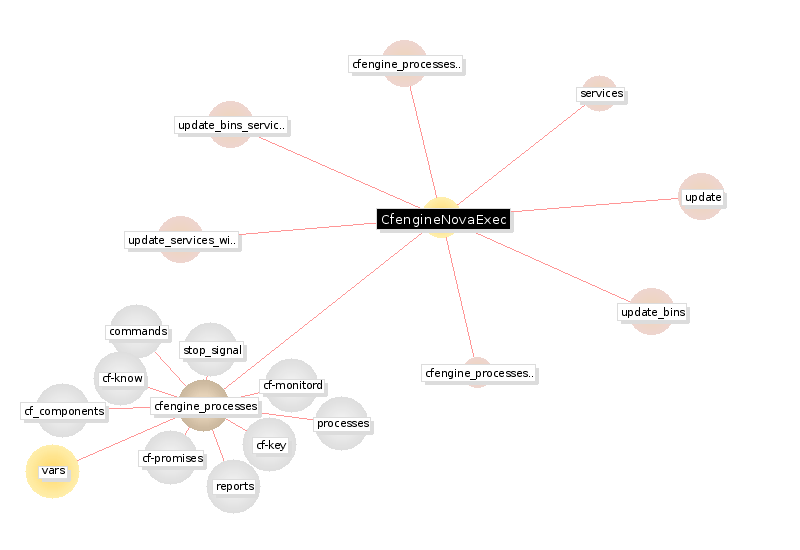 cfengine_processes..
services
update_bins_servic..
update
CfengineNovaExec
update_services_wi..
update_bins
commands
stop_signal
cfengine_processes..
cf-know
cf-monitord
cfengine_processes
cf_components
processes
cf-key
cf-promises
vars
reports